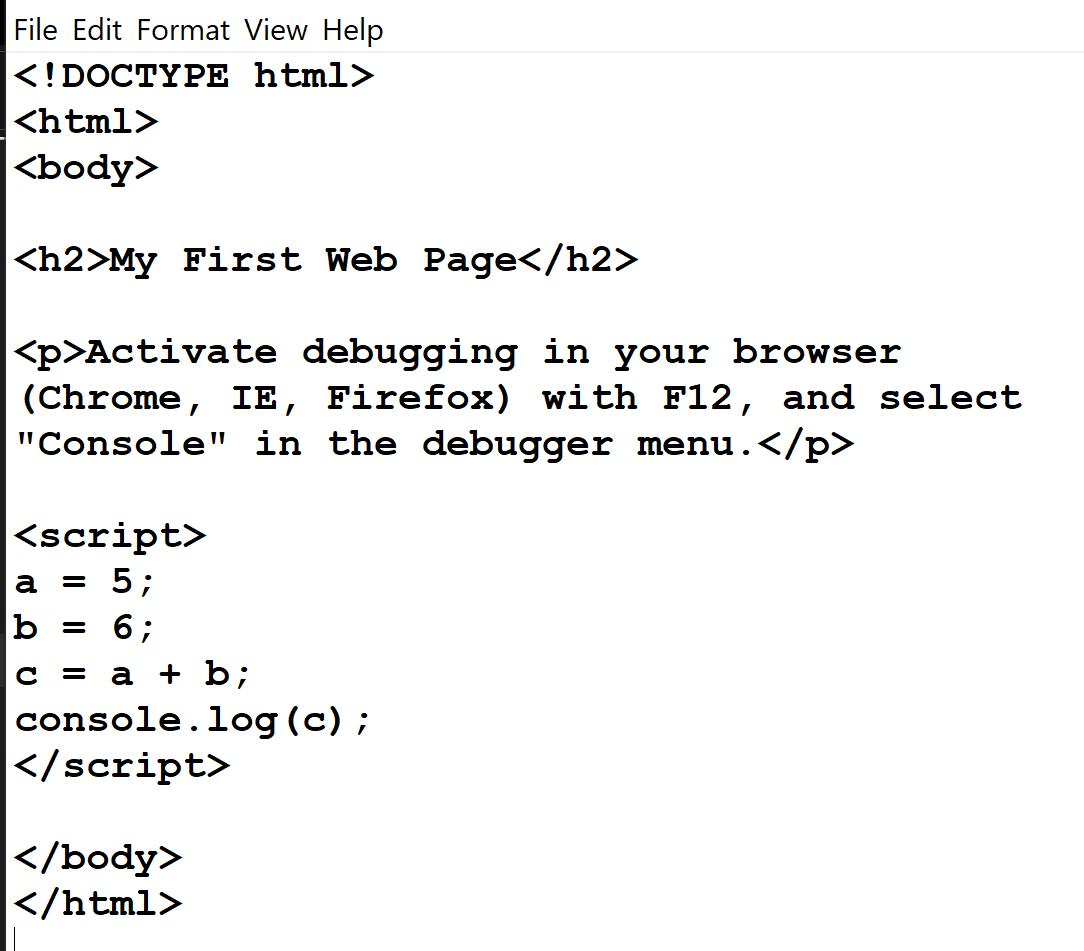 File Edit Format View Help
<!DOCTYPE html>
<html>
<body>
<h2>My First Web Page</h2>
<p>Activate debugging in your browser
(Chrome, IE, Firefox) with F12, and select
"Console" in the debugger menu.</p>
<script>
a = 5;
b = 6;
c = a + b;
console.log(c);
</script>
</body>
</html>